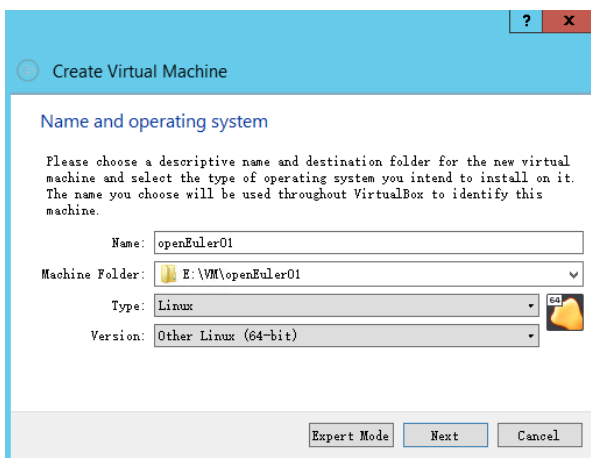 ? x
Create Virtual Machine
Name and operating system
Please choose a descriptive name and destination folder for the new virtual
machine and select the type of operating system you intend to install on it.
The name you choose will be used throughout VirtualBox to identify this
machine.
Name: openEuler01
Machine Folder: E:\VM\openEuler01
Type: Linux
64
Version: Other Linux (64-bit)
Expert Mode Next Cancel